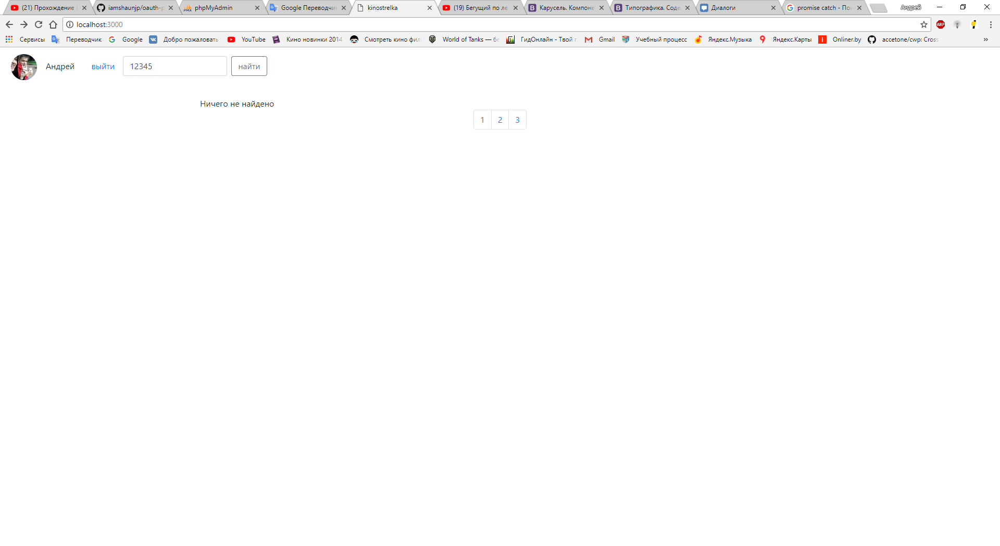 (21) Прохождение
iamshaunjp/oauth-p
phpMyAdmin
Google Переводчик
kinostrelka
(19) Бегущий по ле
Карусель. Компоне
Типографика. Соде
Диалоги
promise catch - По
Андрей
localhost:3000
Сервисы
Переводчик
Google
Добро пожаловать
YouTube
Кино новинки 2014
Смотреть кино фил
World of Tanks — бе
ГидОнлайн - Твой г
Gmail
Учебный процесс
Яндекс.Музыка
Яндекс.Карты
Onliner.by
accetone/cwp: Cross
»
Андрей
выйти
12345
найти
Ничего не найдено
1 2 3